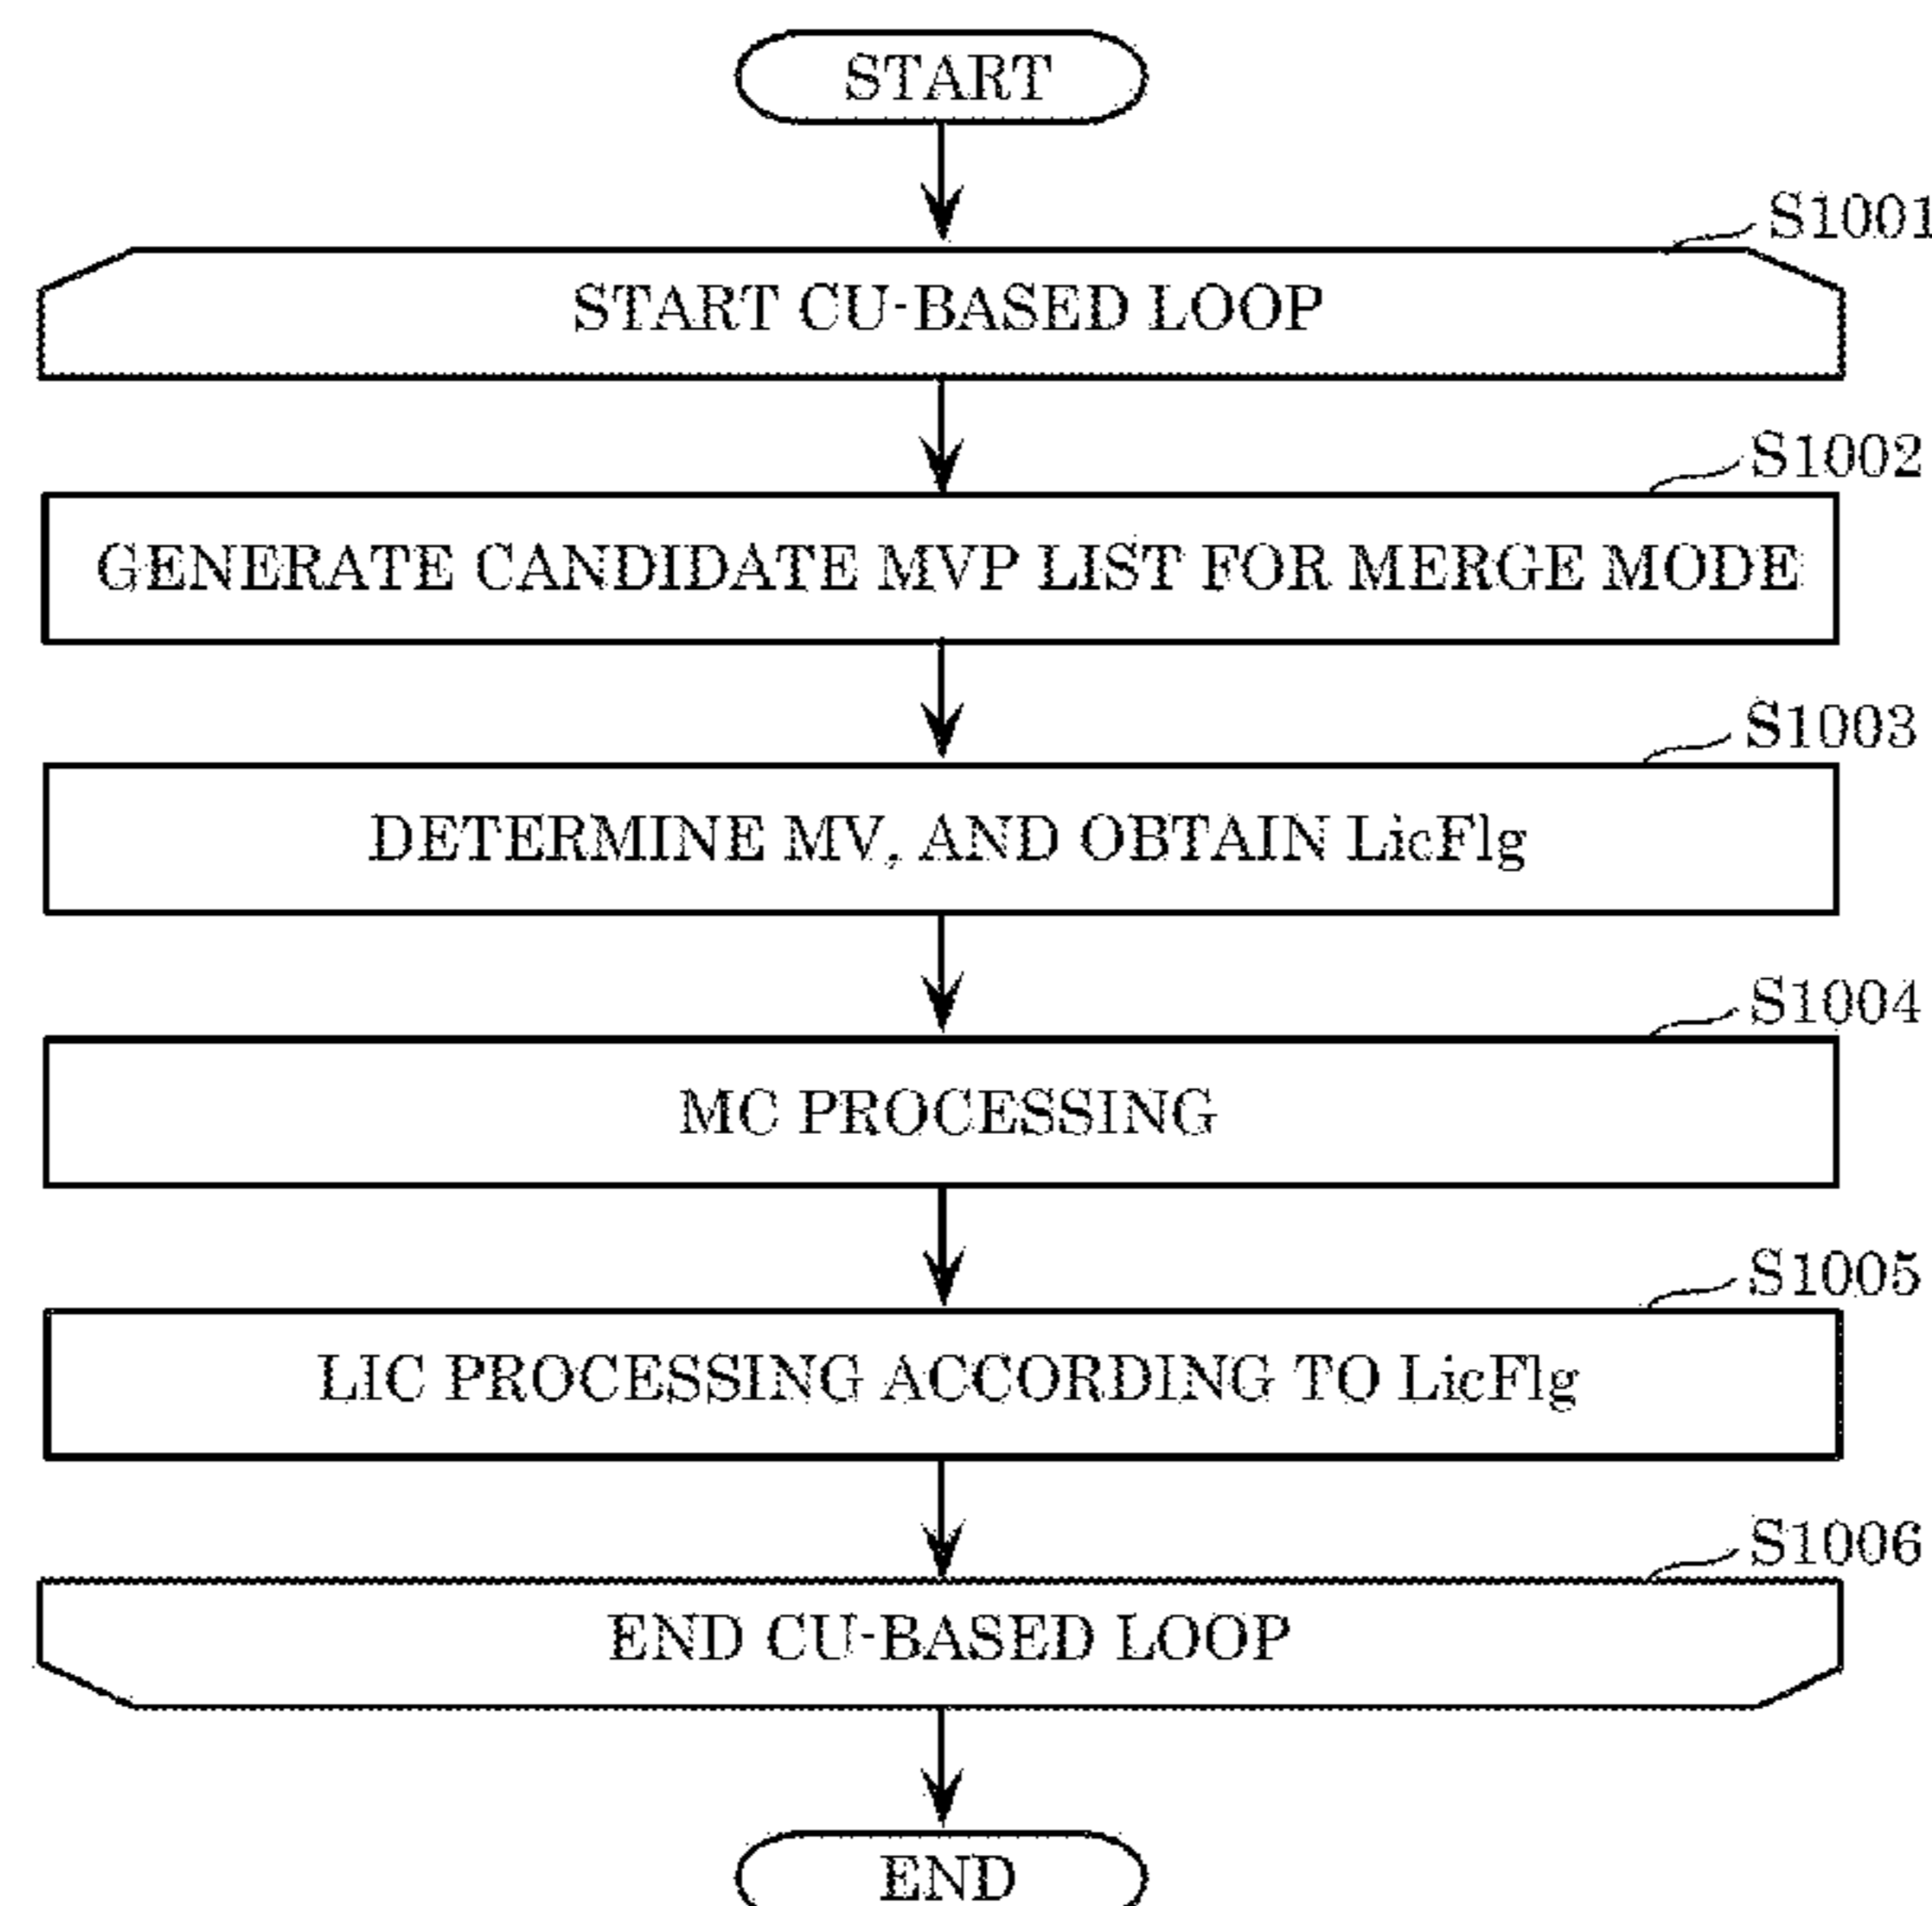 START
S1001
START CU-BASED LOOP
S1002
GENERATE CANDIDATE MVP LIST FOR MERGE MODE
S1003
DETERMINE MV, AND OBTAIN LicFlg
S1004
MC PROCESSING
S1005
LIC PROCESSING ACCORDING TO LicFlg
S1006
END CU-BASED LOOP
END